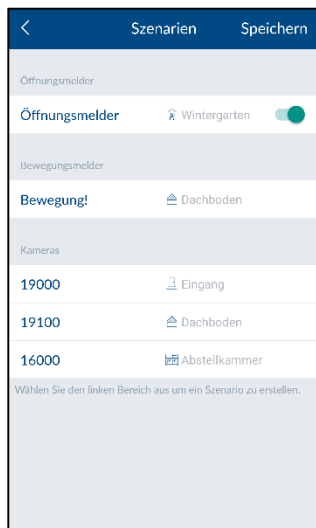 Szenarien Speichern
Öffnungsmelder
Öffnungsmelder Wintergarten
Bewegungsmelder
Bewegung! Dachboden
Kameras
19000 Eingang
19100 Dachboden
16000 Abstellkammer
Wählen Sie den linken Bereich aus um ein Szenario zu erstellen.